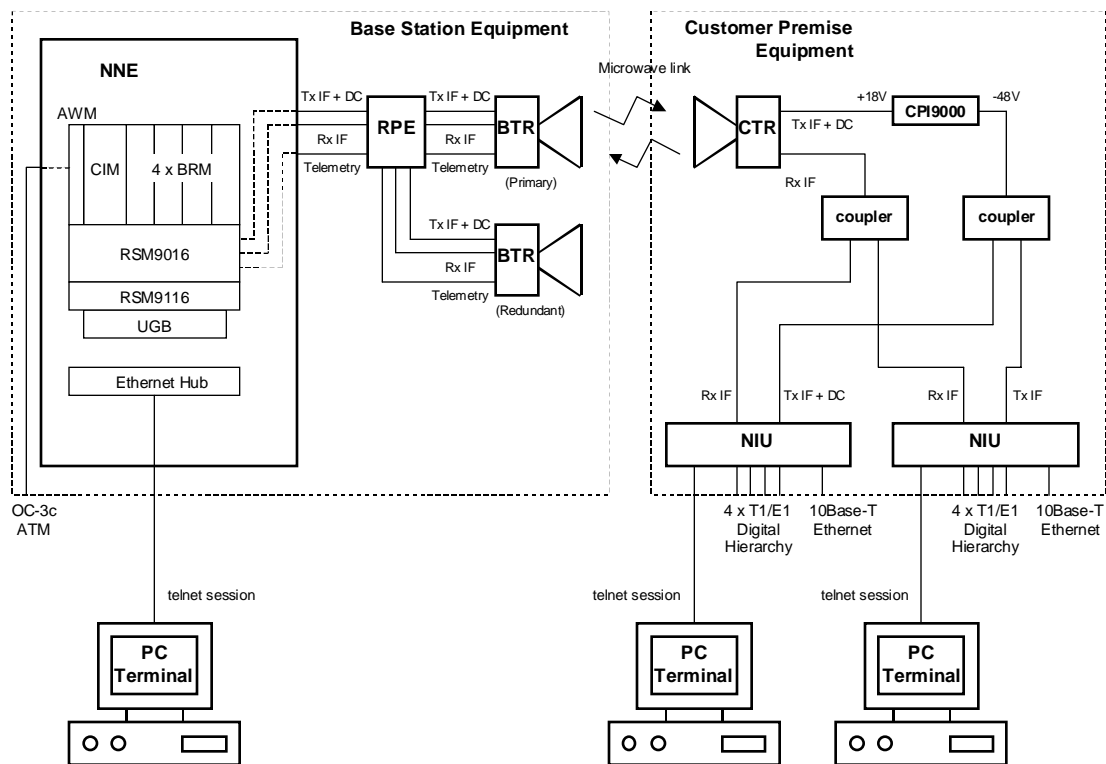 Base Station Equipment
Customer Premise
Equipment
NNE
Microwave link
AWM
CIM
4 x BRM
RSM9016
RSM9116
UGB
Ethernet Hub
Tx IF + DC
Rx IF
Telemetry
RPE
Tx IF + DC
Rx IF
Telemetry
BTR
(Primary)
Tx IF + DC
Rx IF
Telemetry
BTR
(Redundant)
CTR
+18V
Tx IF + DC
CPI9000
-48V
Rx IF
coupler
coupler
Rx IF
Tx IF + DC
Rx IF
Tx IF
NIU
NIU
OC-3c
ATM
4 x T1/E1
Digital
Hierarchy
10Base-T
Ethernet
4 x T1/E1
Digital
Hierarchy
10Base-T
Ethernet
telnet session
telnet session
telnet session
PC
Terminal
PC
Terminal
PC
Terminal